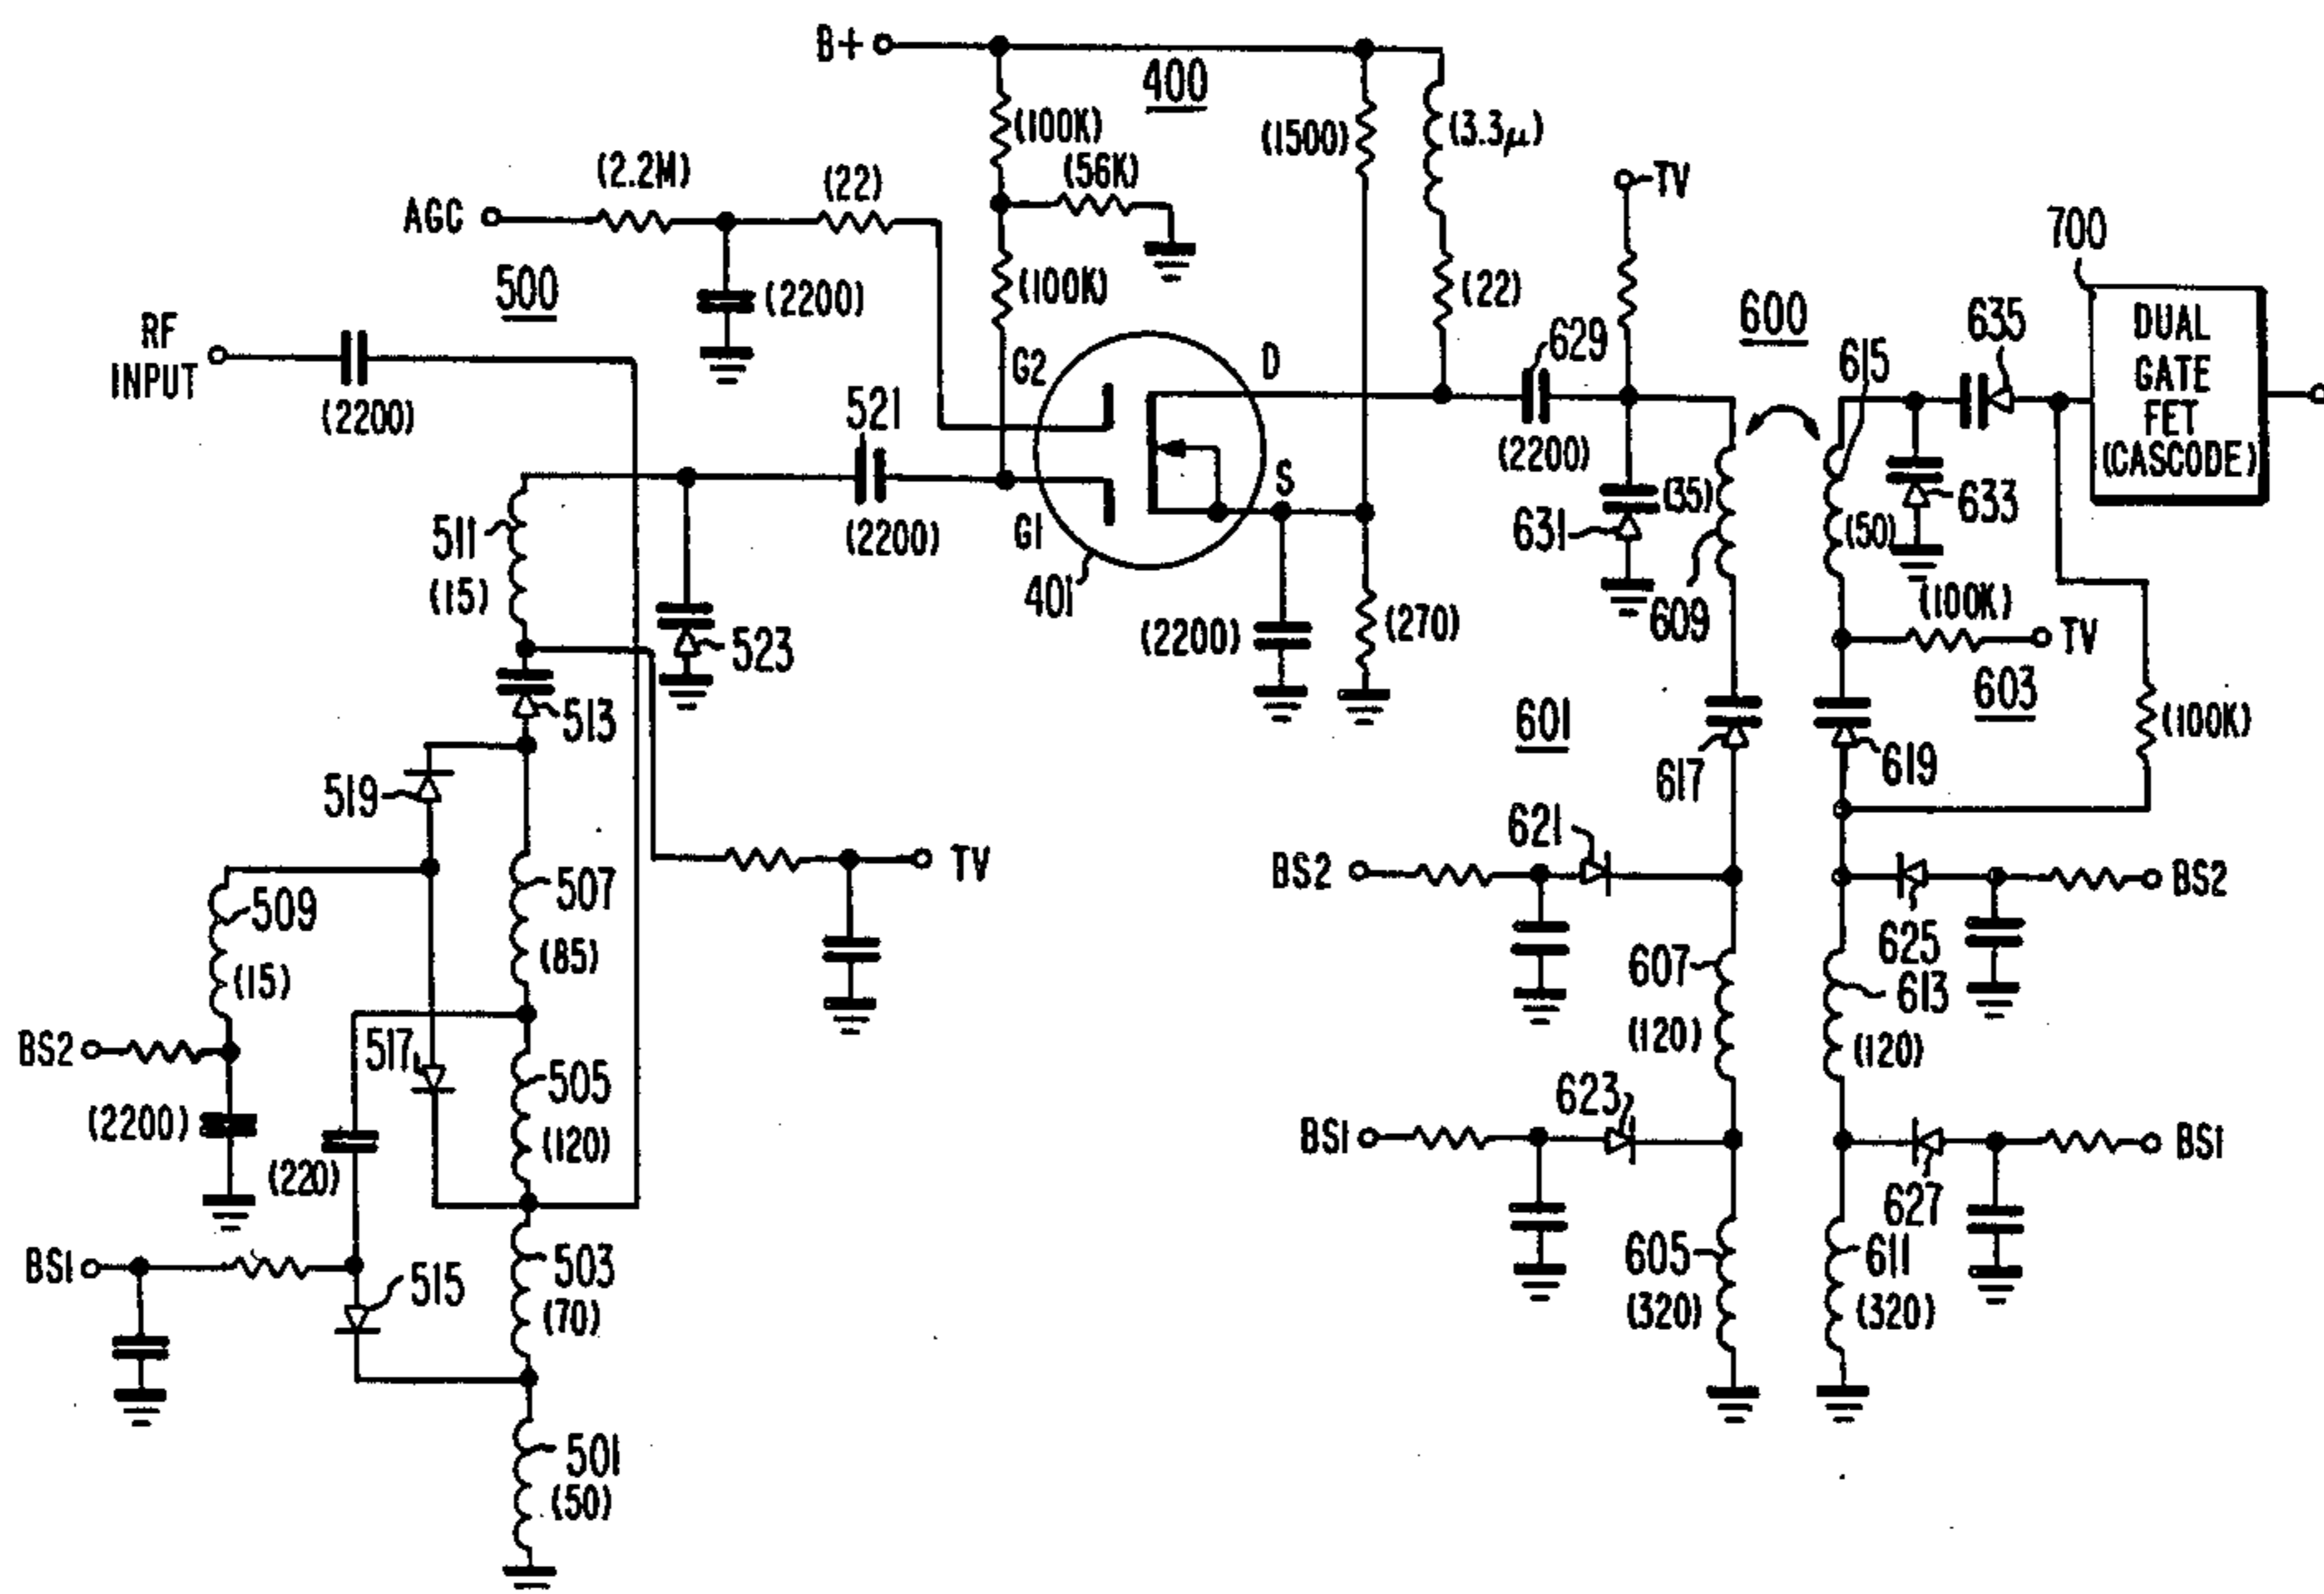 B+
400
(100K)
(1500)
(3.3μ)
(2.2M)
(22)
(56K)
AGC
TV
700
500
(2200)
(100K)
(22)
629
600
635
DUAL
GATE
FET
(CASCODE)
RF
INPUT
615
G2
D
(2200)
521
(2200)
(2200)
S
G1
401
511
(15)
523
631
(35)
609
(50)
633
(100K)
TV
603
(2200)
(270)
513
601
617
619
(100K)
519
621
BS2
BS2
TV
507
(85)
509
(15)
607
(120)
625
613
(120)
BS2
517
505
(120)
(2200)
(220)
623
BS1
BS1
627
BS1
515
503
(70)
605
(320)
611
(320)
501
(50)